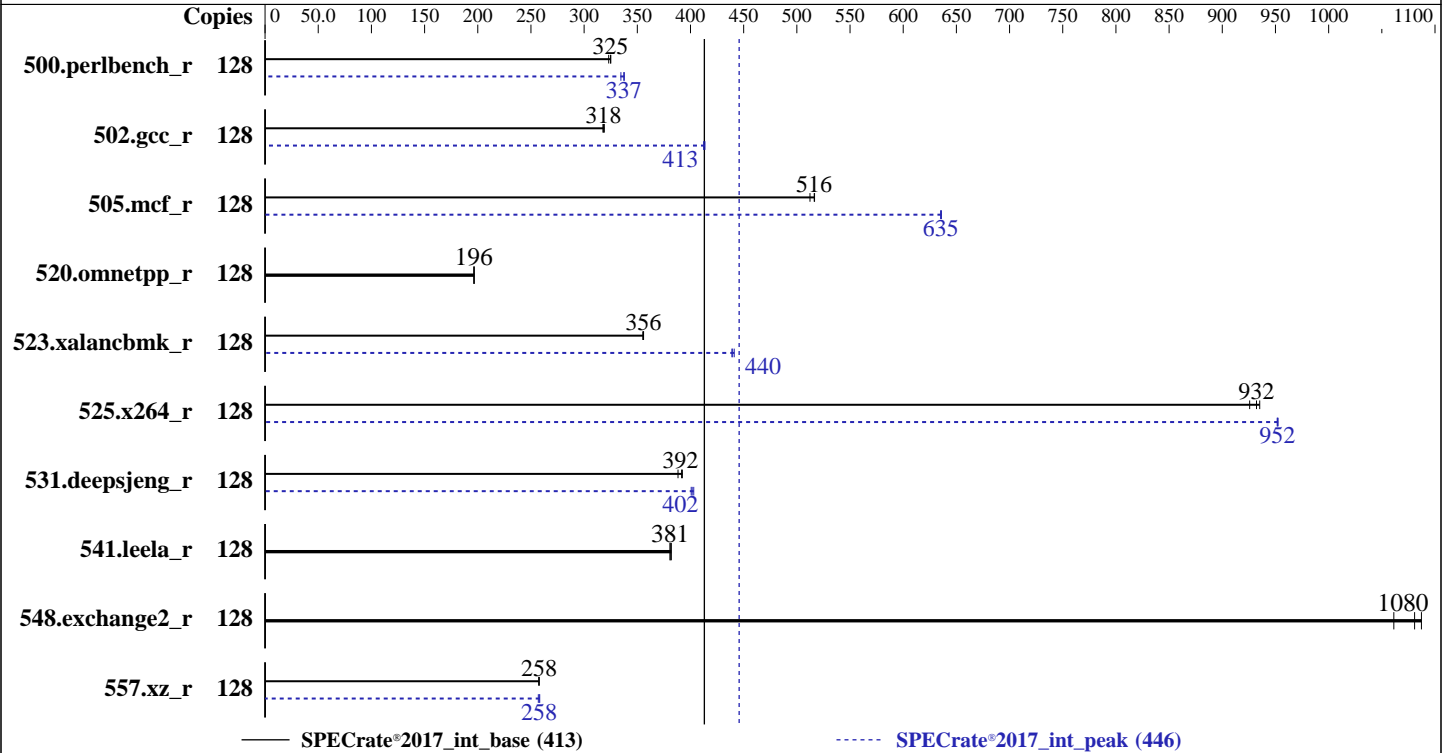 Copies 0 50.0 100 150 200 250 300 350 400 450 500 550 600 650 700 750 800 850 900 950 1000 1100
325
500.perlbench_r 128
337
318
502.gcc_r 128
413
516
505.mcf_r 128
635
196
520.omnetpp_r 128
356
523.xalancbmk_r 128
440
932
525.x264_r 128
952
392
531.deepsjeng_r 128
402
381
541.leela_r 128
1080
548.exchange2_r 128
258
557.xz_r 128
258
SPECrate®2017_int_base (413) SPECrate®2017_int_peak (446)